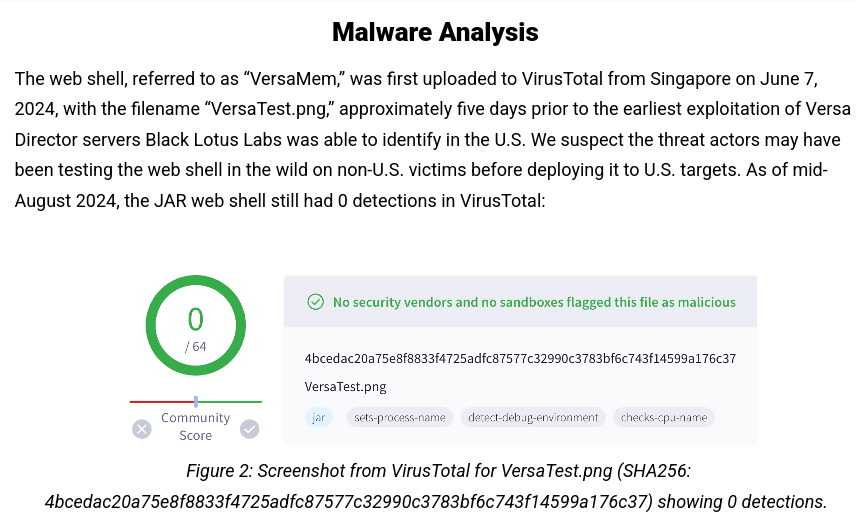 Malware Analysis
The web shell, referred to as “VersaMem,” was first uploaded to VirusTotal from Singapore on June 7,
2024, with the filename “VersaTest.png,” approximately five days prior to the earliest exploitation of Versa
Director servers Black Lotus Labs was able to identify in the U.S. We suspect the threat actors may have
been testing the web shell in the wild on non-U.S. victims before deploying it to U.S. targets. As of mid-
August 2024, the JAR web shell still had 0 detections in VirusTotal:
0
/ 64
Community
Score
No security vendors and no sandboxes flagged this file as malicious
4bcedac20a75e8f8833f4725adfc87577c32990c3783bf6c743f14599a176c37
VersaTest.png
jar sets-process-name detect-debug-environment checks-cpu-name
Figure 2: Screenshot from VirusTotal for VersaTest.png (SHA256:
4bcedac20a75e8f8833f4725adfc87577c32990c3783bf6c743f14599a176c37) showing 0 detections.